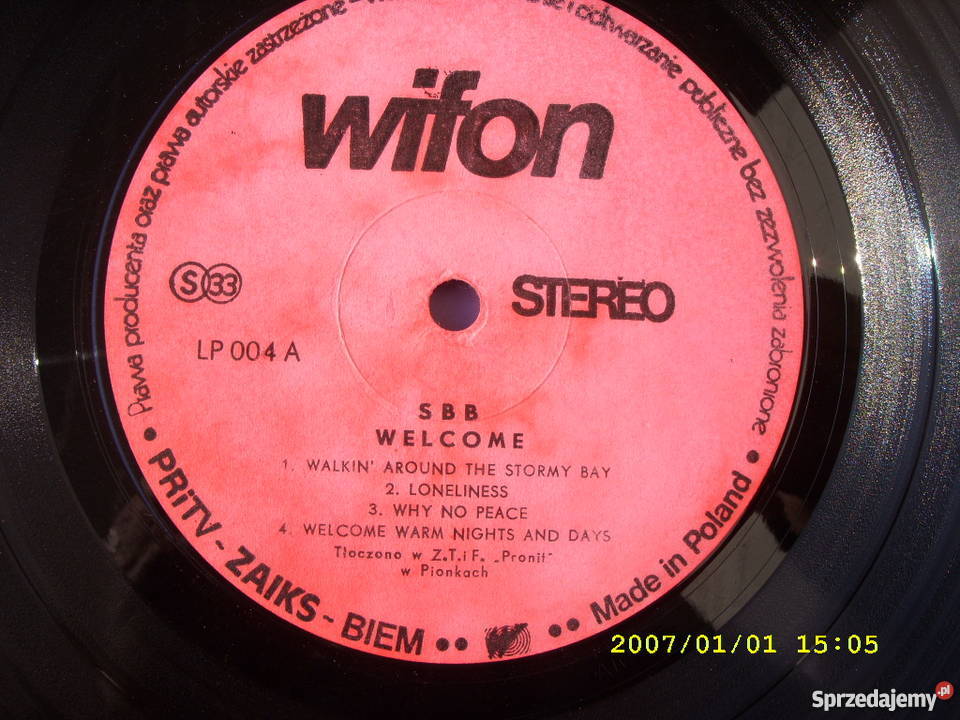 Prawa producenta oraz prawa autorskie zastrzeżone - odtwarzanie publiczne bez zezwolenia zabronione
wifon
S 33
STEREO
LP 004 A
SBB
WELCOME
1. WALKIN' AROUND THE STORMY BAY
2. LONELINESS
3. WHY NO PEACE
4. WELCOME WARM NIGHTS AND DAYS
Tłoczono w Z.T.i F. „Pronit"
w Pionkach
• PRiTV - ZAIKS - BIEM •• •• Made in Poland •
2007/01/01 15:05
Sprzedajemy.pl